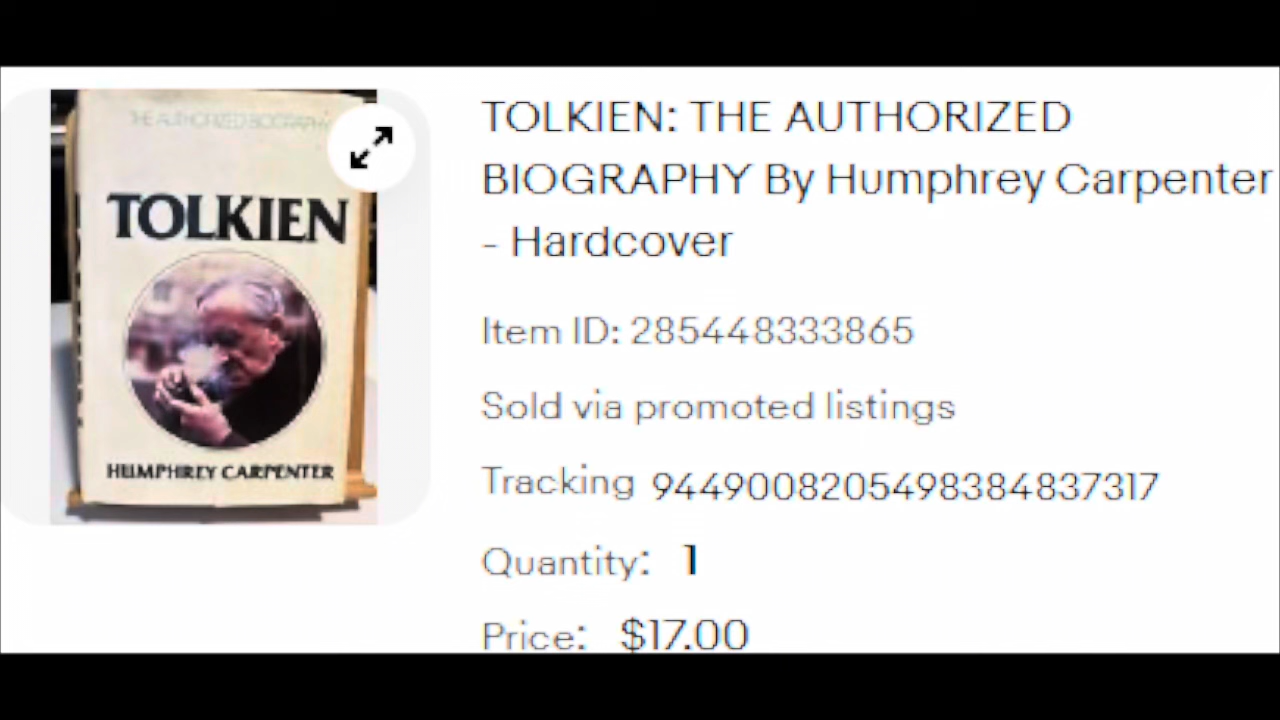 THE AUTHORIZED BIOGRAPHY
TOLKIEN
HUMPHREY CARPENTER
TOLKIEN: THE AUTHORIZED
BIOGRAPHY By Humphrey Carpenter
- Hardcover
Item ID: 285448333865
Sold via promoted listings
Tracking 9449008205498384837317
Quantity: 1
Price: $17.00